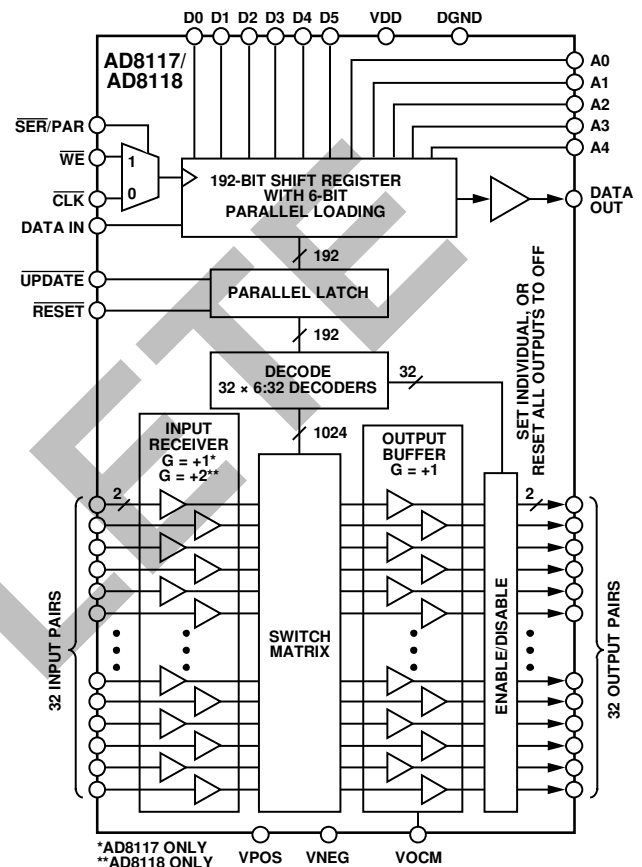 D0 D1 D2 D3 D4 D5 VDD DGND
AD8117/
AD8118
A0
A1
A2
A3
A4
SER/PAR
WE
CLK
DATA IN
1
0
192-BIT SHIFT REGISTER
WITH 6-BIT
PARALLEL LOADING
DATA
OUT
192
UPDATE
RESET
PARALLEL LATCH
192
DECODE
32 × 6:32 DECODERS
32
SET INDIVIDUAL, OR
RESET ALL OUTPUTS TO OFF
1024
INPUT
RECEIVER
G = +1*
G = +2**
OUTPUT
BUFFER
G = +1
2
2
32 INPUT PAIRS
SWITCH
MATRIX
ENABLE/DISABLE
32 OUTPUT PAIRS
*AD8117 ONLY
**AD8118 ONLY
VPOS VNEG VOCM
LETE